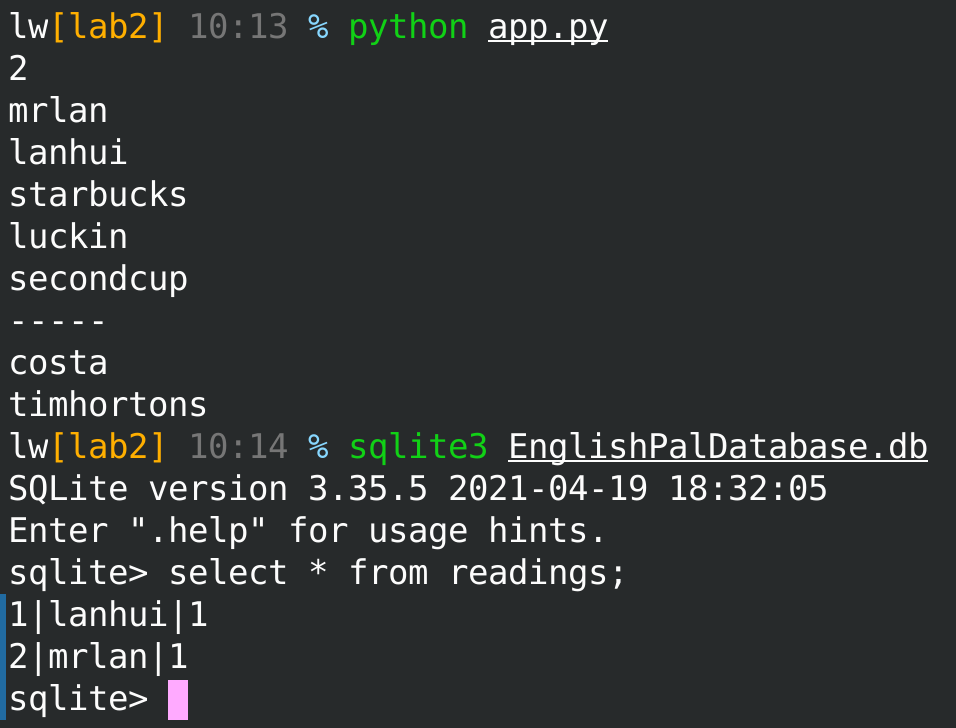 lw[lab2] 10:13 % python app.py
2
mrlan
lanhui
starbucks
luckin
secondcup
-----
costa
timhortons
lw[lab2] 10:14 % sqlite3 EnglishPalDatabase.db
SQLite version 3.35.5 2021-04-19 18:32:05
Enter ".help" for usage hints.
sqlite> select * from readings;
1|lanhui|1
2|mrlan|1
sqlite>